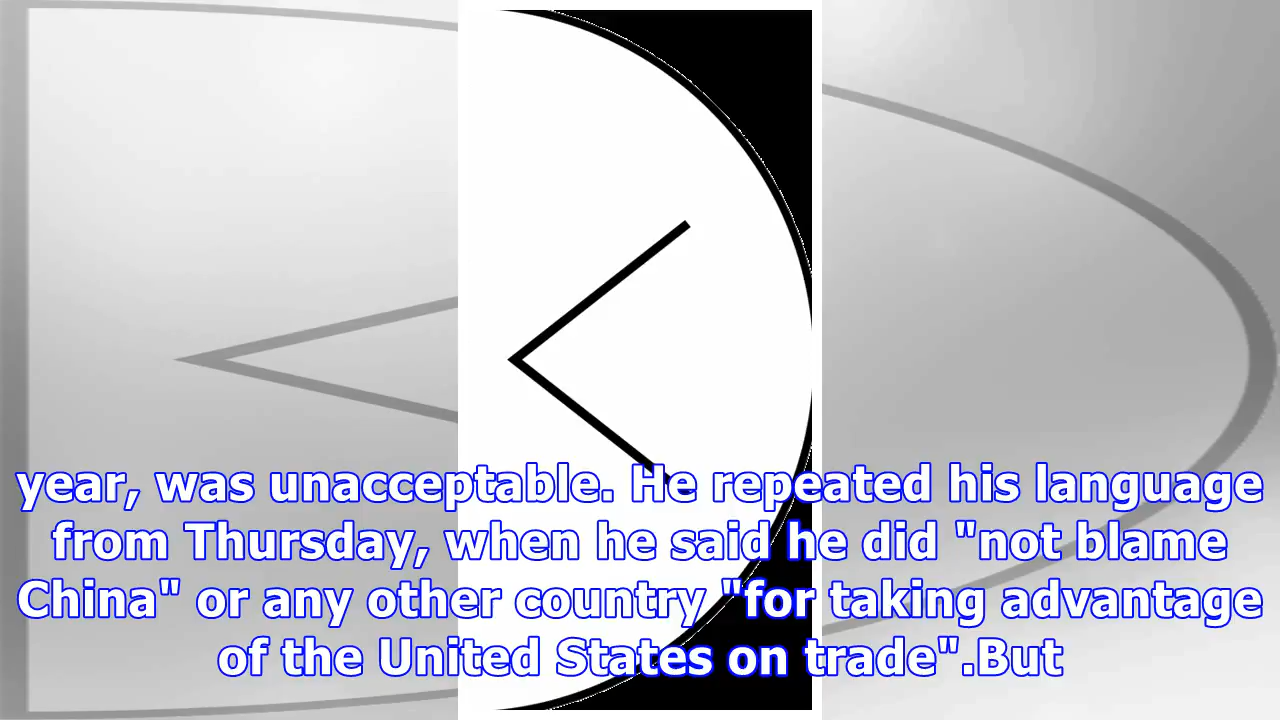 year, was unacceptable. He repeated his language
from Thursday, when he said he did "not blame
China" or any other country "for taking advantage
of the United States on trade".But